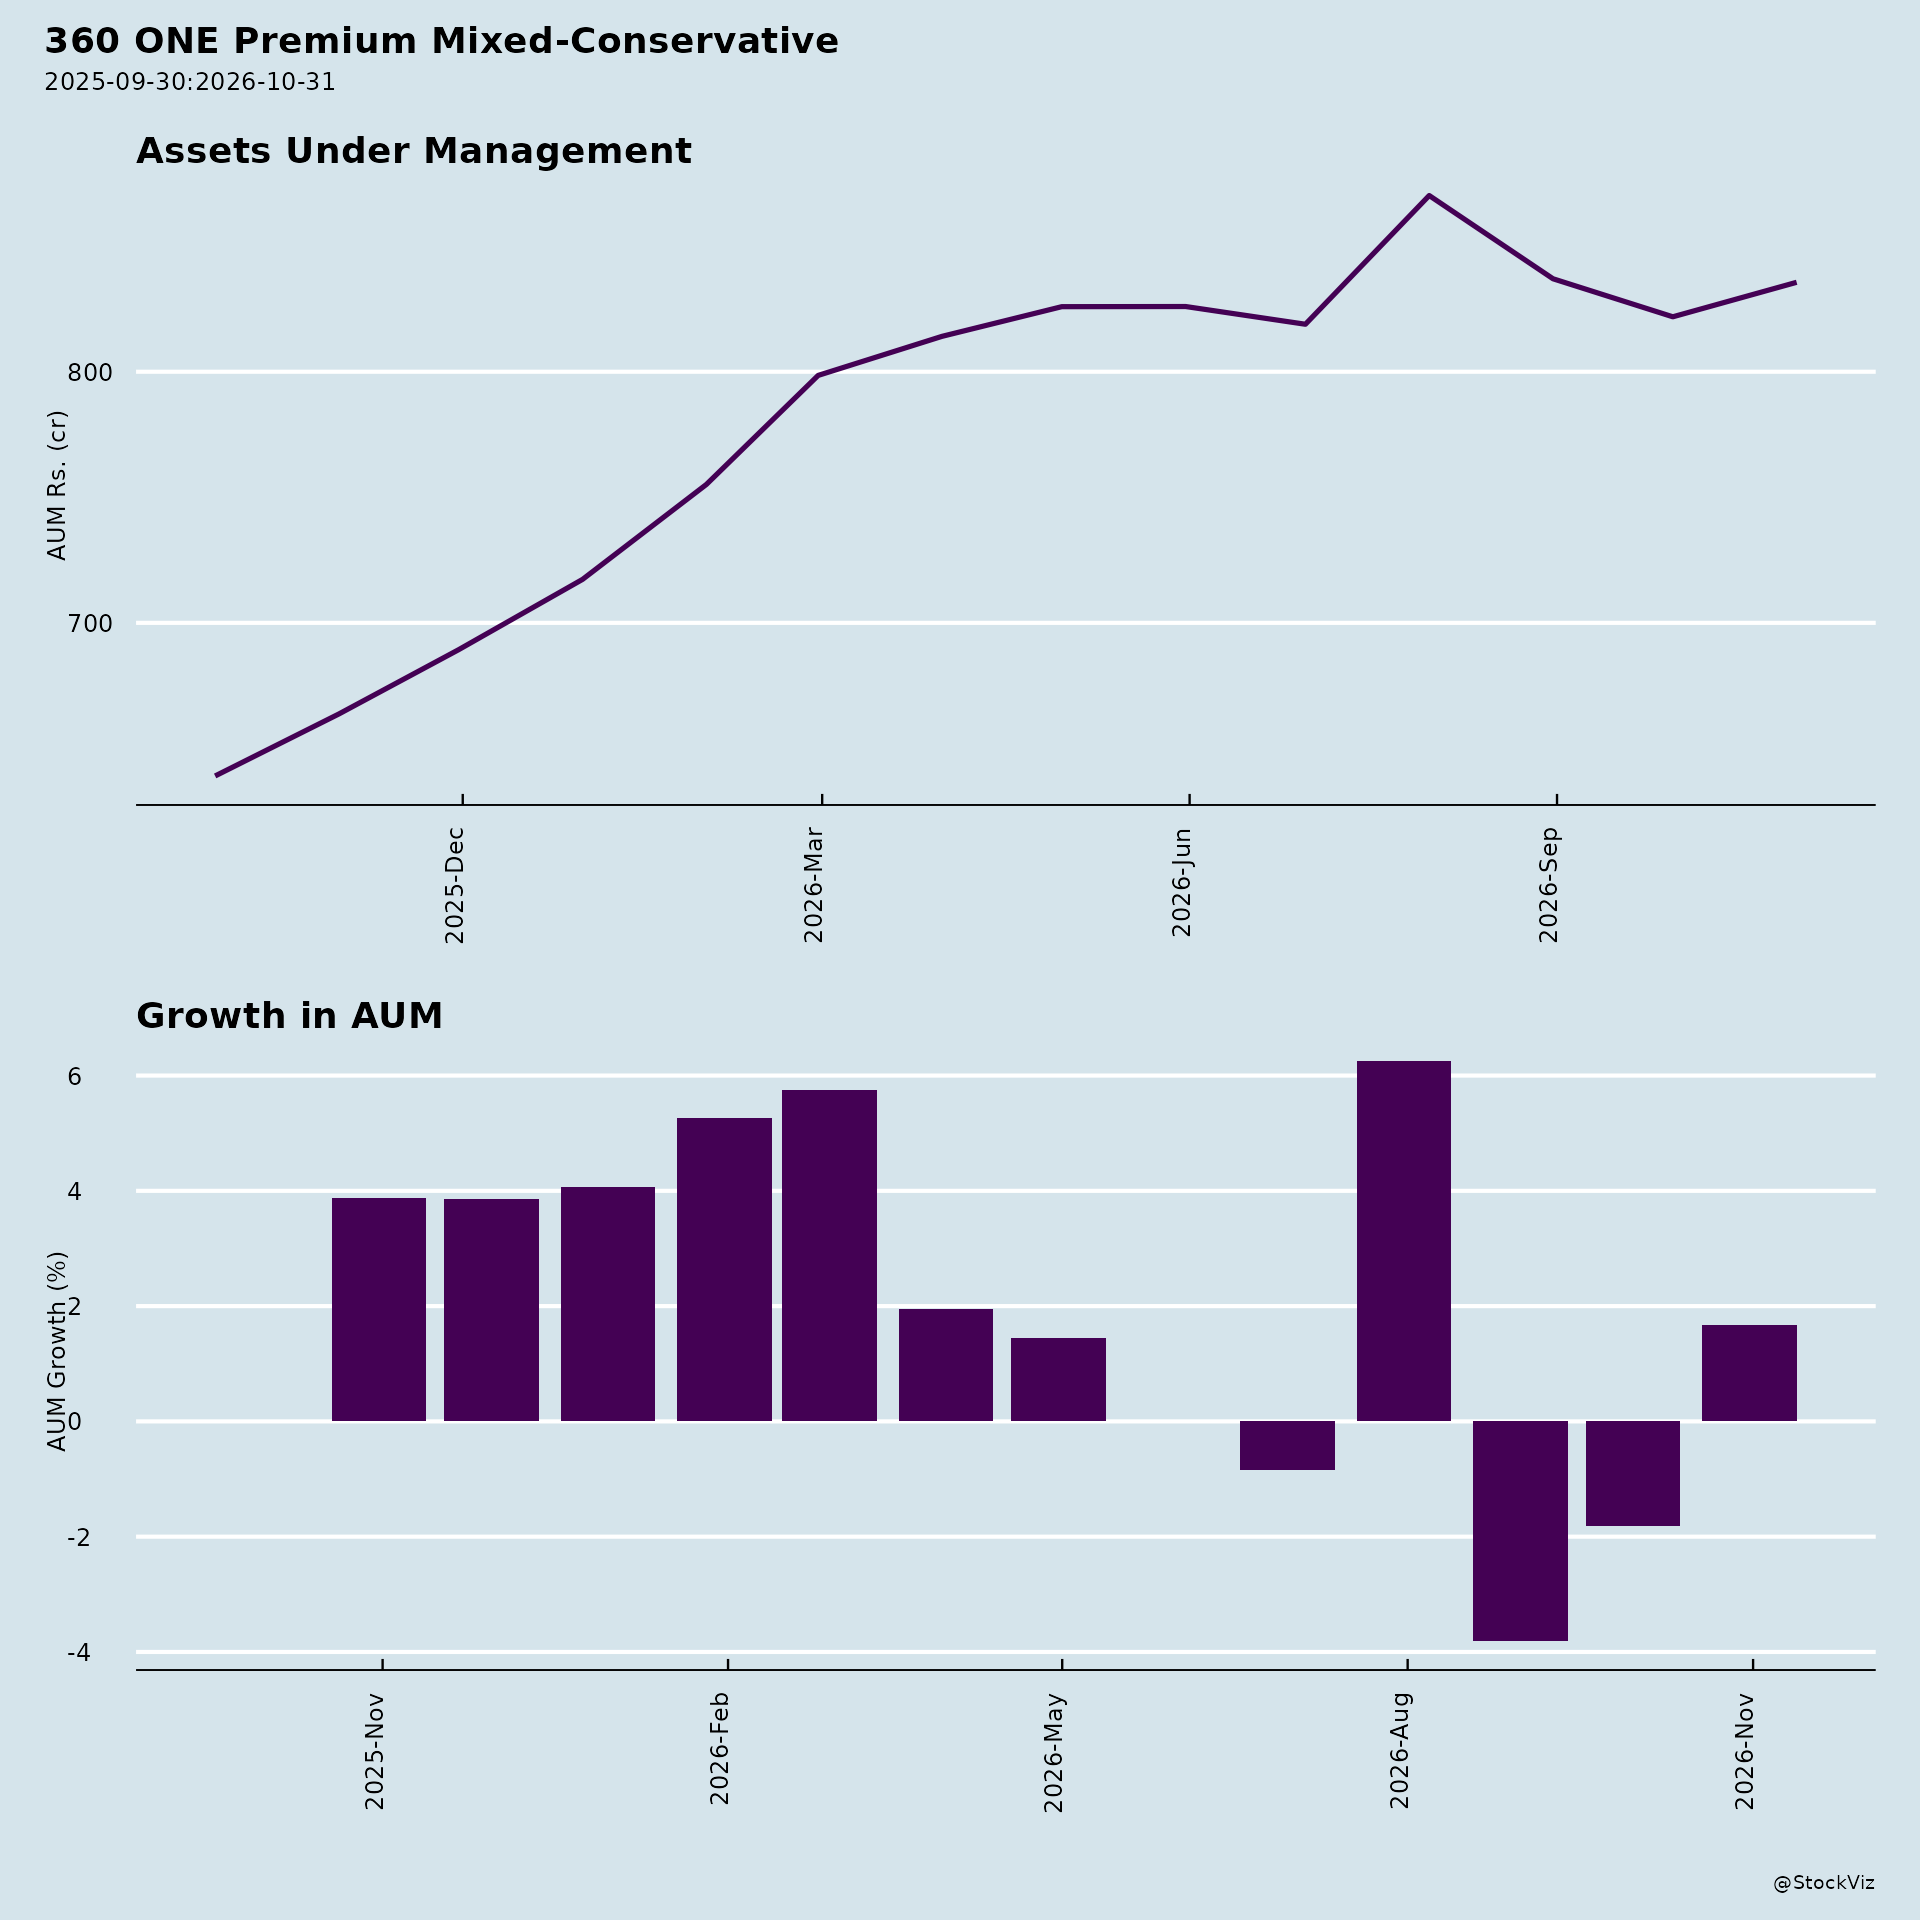 360 ONE Premium Mixed-Conservative
2025-09-30:2026-10-31
Assets Under Management
AUM Rs. (cr)
800
700
2025-Dec
2026-Mar
2026-Jun
2026-Sep
Growth in AUM
AUM Growth (%)
6
4
2
0
-2
-4
2025-Nov
2026-Feb
2026-May
2026-Aug
2026-Nov
@StockViz